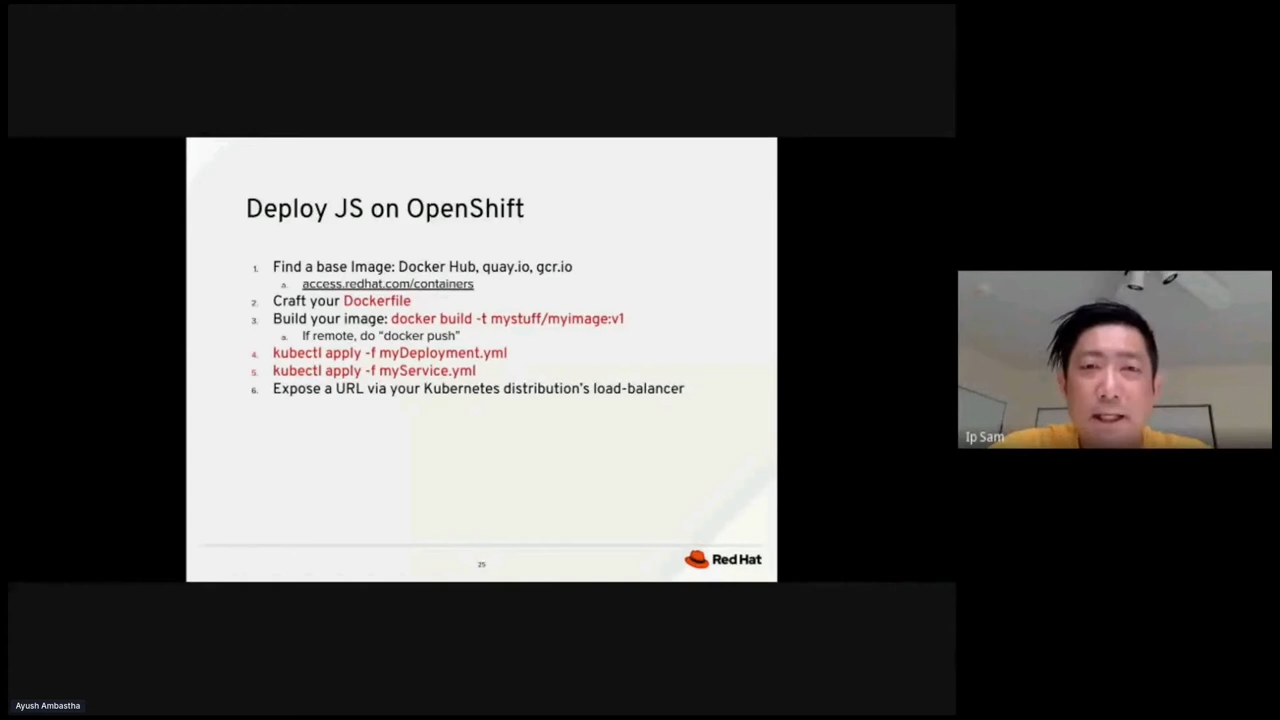 Deploy JS on OpenShift
1. Find a base Image: Docker Hub, quay.io, gcr.io
a. access.redhat.com/containers
2. Craft your Dockerfile
3. Build your image: docker build -t mystuff/myimage:v1
a. If remote, do “docker push”
4. kubectl apply -f myDeployment.yml
5. kubectl apply -f myService.yml
6. Expose a URL via your Kubernetes distribution’s load-balancer
25
Red Hat
Ip Sam
Ayush Ambastha